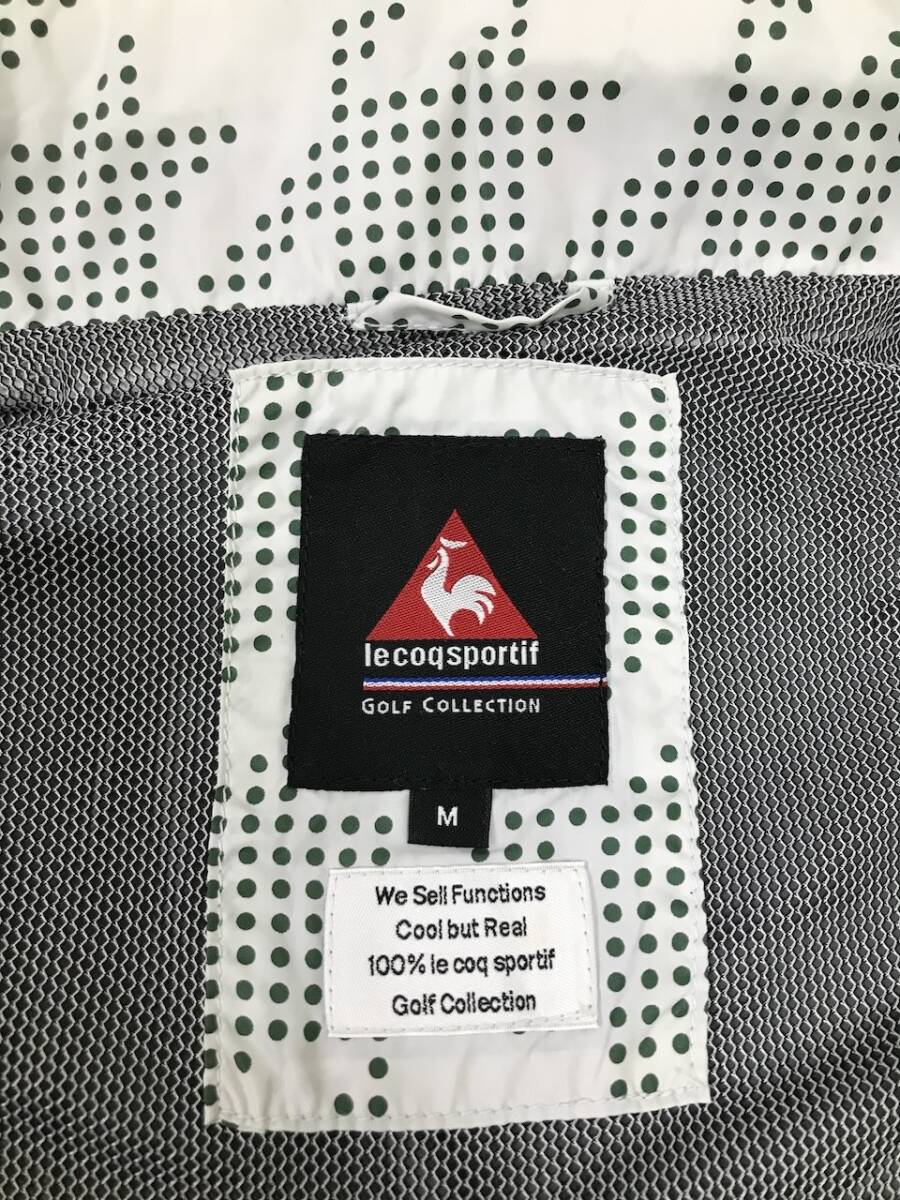 lecoqsportif
GOLF COLLECTION
M
We Sell Functions
Cool but Real
100% le coq sportif
Golf Collection